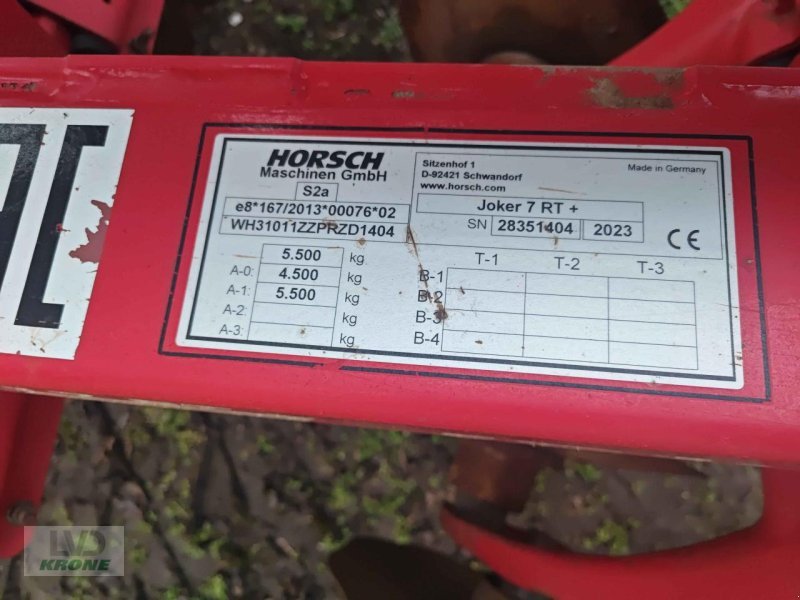 HORSCH
Maschinen GmbH
S2a
e8*167/2013*00076*02
WH31011ZZPRZD1404
5.500 kg
A-0: 4.500 kg
A-1: 5.500
A-2: kg
A-3: kg
Sitzenhof 1
D-92421 Schwandorf
www.horsch.com
Made in Germany
Joker 7 RT +
SN 28351404 2023
CE
T-1 T-2 T-3
B-1
B-2
B-3
B-4
LVD
KRONE